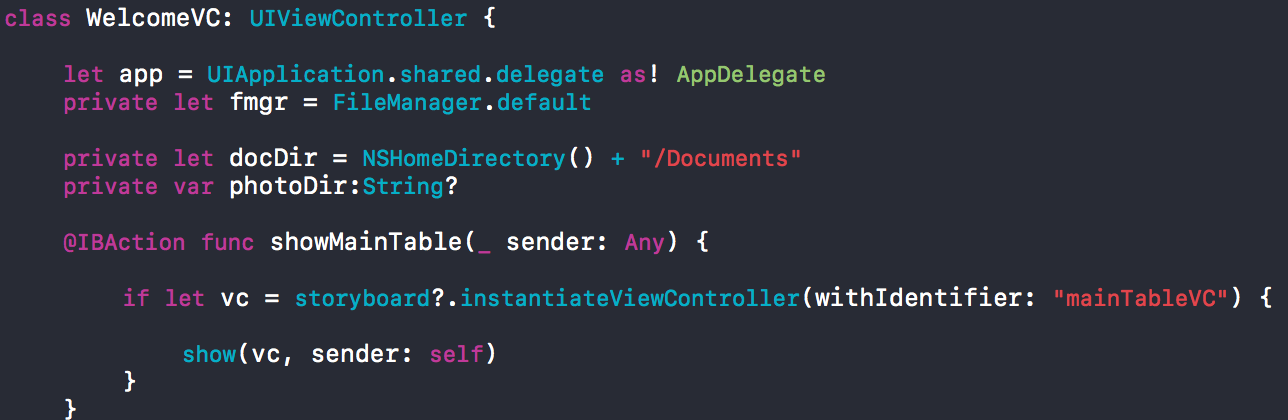 class WelcomeVC: UIViewController {
let app = UIApplication.shared.delegate as! AppDelegate
private let fmgr = FileManager.default
private let docDir = NSHomeDirectory() + "/Documents"
private var photoDir:String?
@IBAction func showMainTable(_ sender: Any) {
if let vc = storyboard?.instantiateViewController(withIdentifier: "mainTableVC") {
show(vc, sender: self)
}
}